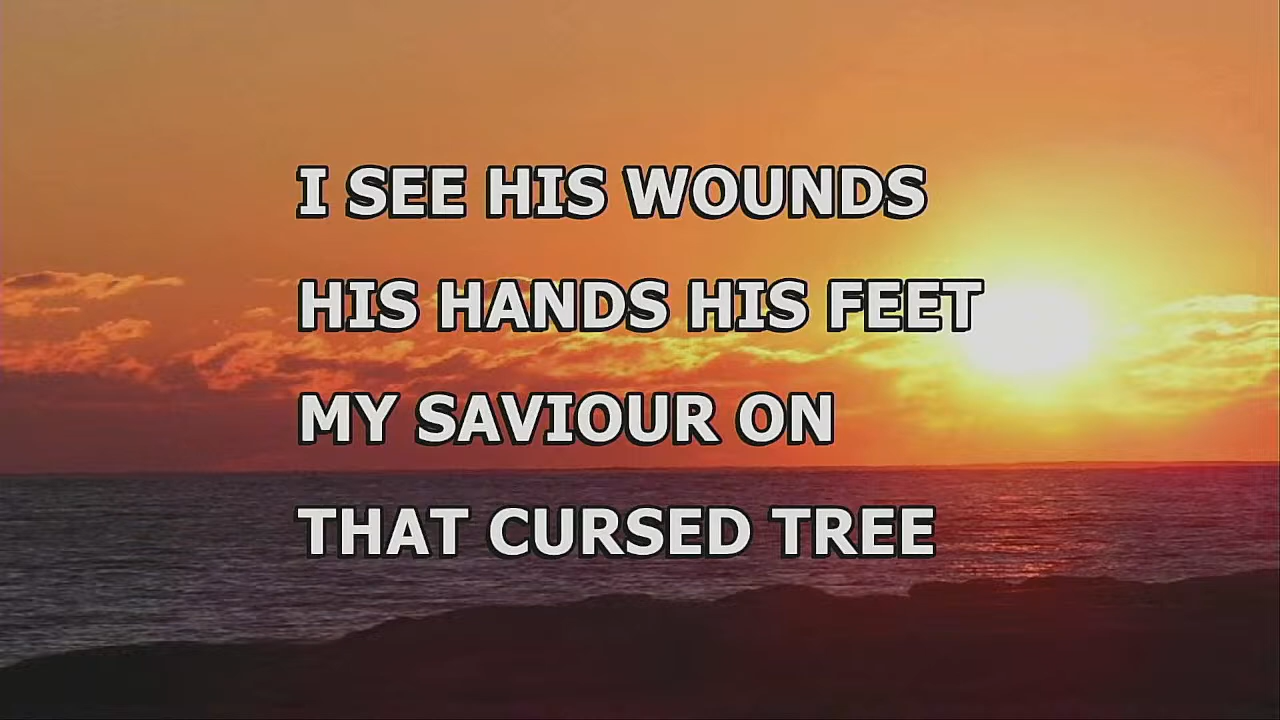 I SEE HIS WOUNDS
HIS HANDS HIS FEET
MY SAVIOUR ON
THAT CURSED TREE